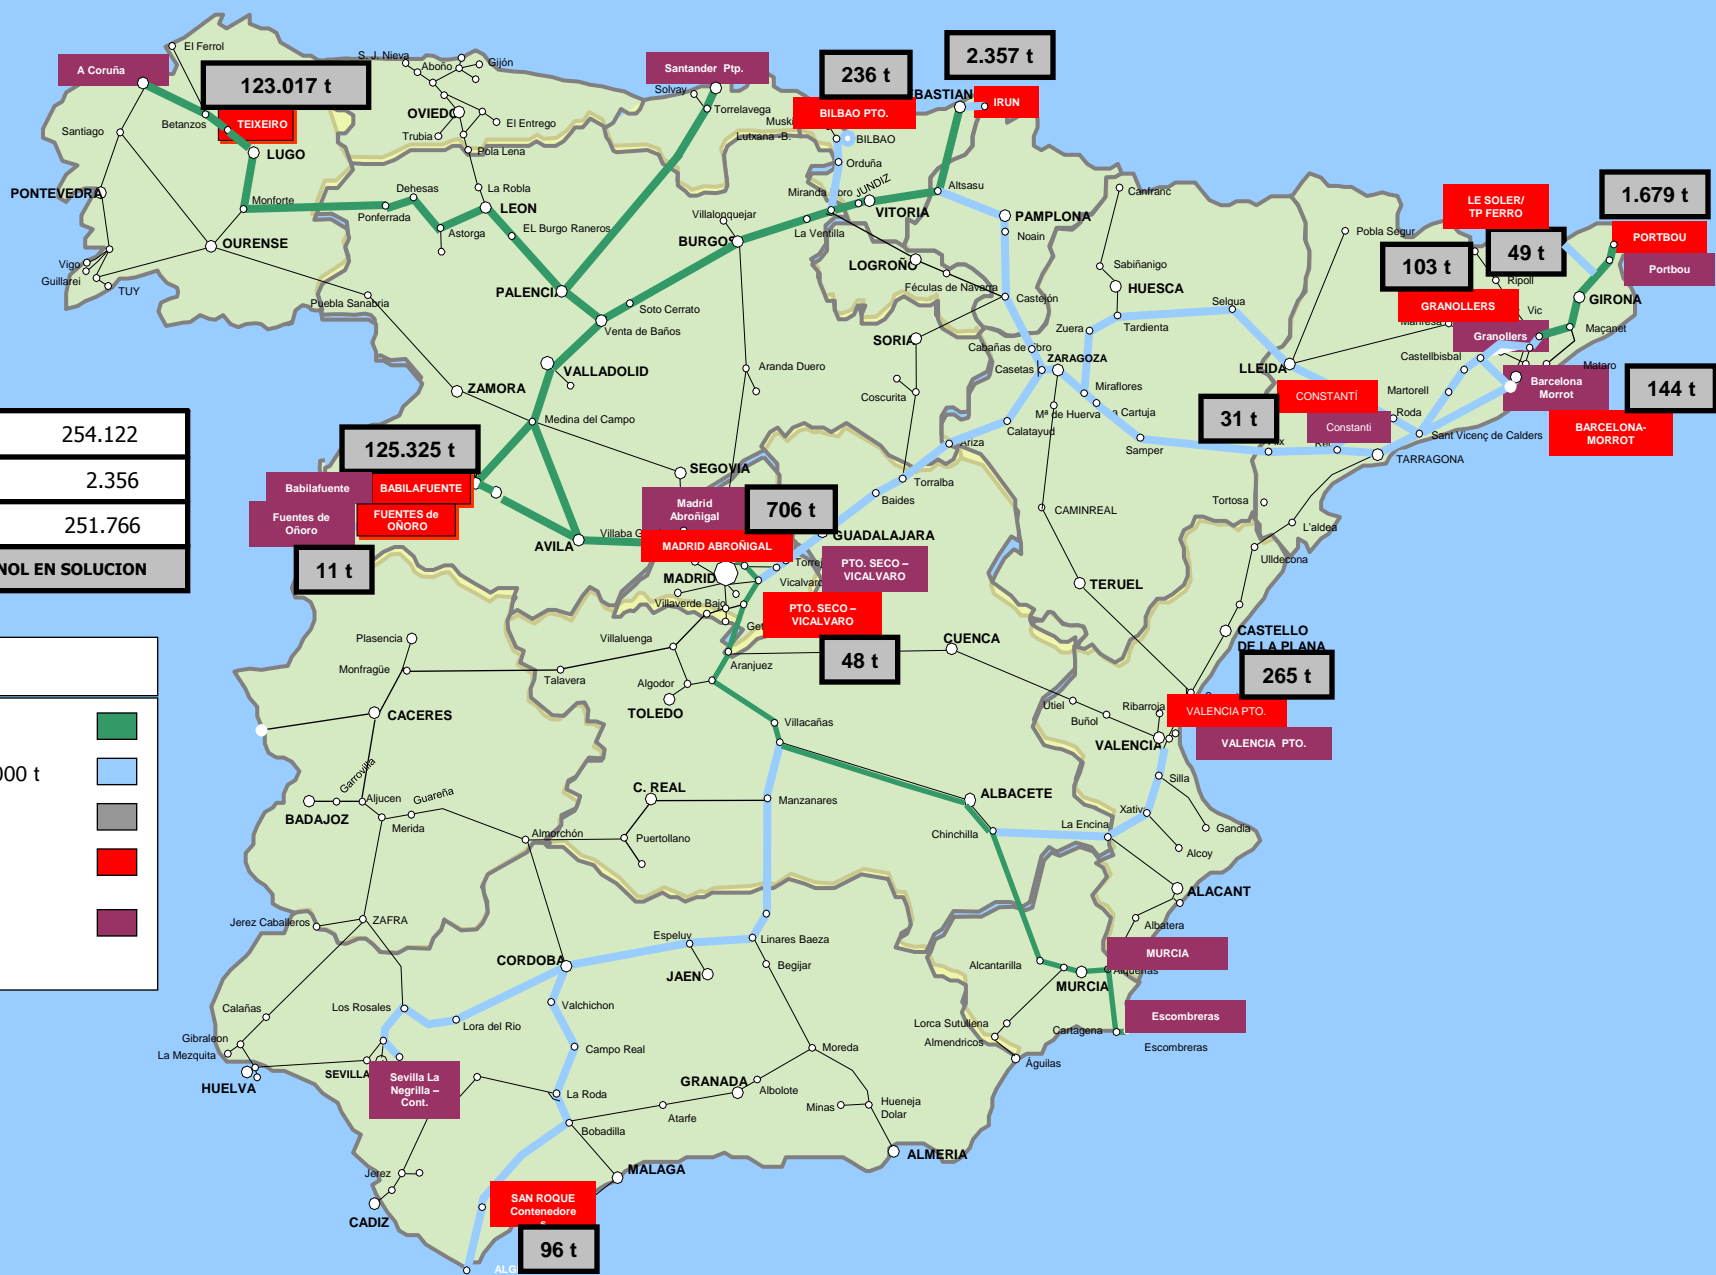 El Ferrol
A Coruña
123.017 t
TEIXEIRO
Betanzos
LUGO
Santiago
PONTEVEDRA
Monforte
OURENSE
Vigo
Guillarei
TUY
Puebla Sanabria
S. J. Nieva
Aboño
Gijón
OVIEDO
El Entrego
Trubia
Pola Lena
La Robla
Dehesas
LEON
Ponferrada
Astorga
EL Burgo Raneros
PALENCIA
Santander Ptp.
Solvay
Torrelavega
236 t
2.357 t
BILBAO PTO.
EBASTIAN
IRUN
Muski
Lutxana -B.
BILBAO
Orduña
Miranda
bro
JUNDIZ
VITORIA
Altsasu
Villalonquejar
BURGOS
La Ventilla
LOGROÑO
Féculas de Navarra
PAMPLONA
Noain
Castejón
Canfranc
Sabiñanigo
HUESCA
Tardienta
Selgua
Zuera
Pobla Segur
LE SOLER/
TP FERRO
1.679 t
PORTBOU
Portbou
49 t
103 t
Ripoll
GIRONA
GRANOLLERS
Vic
Manresa
Granollers
Maçanet
Castellbisbal
Mataro
Martorell
Barcelona
Morrot
144 t
BARCELONA-
MORROT
Roda
Sant Vicenç de Calders
CONSTANTÍ
Constanti
31 t
TARRAGONA
LLEIDA
Soto Cerrato
Venta de Baños
VALLADOLID
ZAMORA
Medina del Campo
SORIA
Aranda Duero
Coscurita
Cabañas de
bro
Casetas
ZARAGOZA
Miraflores
Mª de Huerva
a Cartuja
Samper
Calatayud
Ariza
Torralba
Baides
254.122
2.356
251.766
NOL EN SOLUCION
125.325 t
Babilafuente
BABILAFUENTE
Fuentes de
Oñoro
FUENTES de
OÑORO
11 t
SEGOVIA
AVILA
Villaba G
Madrid
Abroñigal
706 t
MADRID ABROÑIGAL
MADRID
GUADALAJARA
Torrej
Vicalvaro
PTO. SECO –
VICALVARO
PTO. SECO –
VICALVARO
48 t
Villaverde Bajo
Get
Aranjuez
Villaluenga
Algodor
TOLEDO
Talavera
Plasencia
Monfragüe
CACERES
CUENCA
CAMINREAL
TERUEL
Tortosa
L'aldea
Ulldecona
CASTELLO
DE LA PLANA
265 t
VALENCIA PTO.
VALENCIA PTO.
Utiel
Buñol
Ribarroja
VALENCIA
Silla
Xativ
Gandia
Alcoy
La Encina
ALACANT
Albatera
Villacañas
Manzanares
C. REAL
Puertollano
ALBACETE
Chinchilla
000 t
Garrovilla
Aljucen
BADAJOZ
Guareña
Merida
Almorchón
ZAFRA
Jerez Caballeros
Espeluy
Linares Baeza
CORDOBA
JAEN
Begijar
Valchichon
Campo Real
Los Rosales
Lora del Rio
Calañas
Gibraleon
La Mezquita
HUELVA
SEVILLA
Sevilla La
Negrilla –
Cont.
La Roda
Bobadilla
Atarfe
GRANADA
Albolote
Moreda
Minas
Hueneja
Dolar
ALMERIA
MALAGA
Jerez
CADIZ
SAN ROQUE
Contenedore
96 t
ALG
Alcantarilla
MURCIA
MURCIA
Alquerias
Escombreras
Cartagena
Escombreras
Lorca Sutullena
Almendricos
Águilas